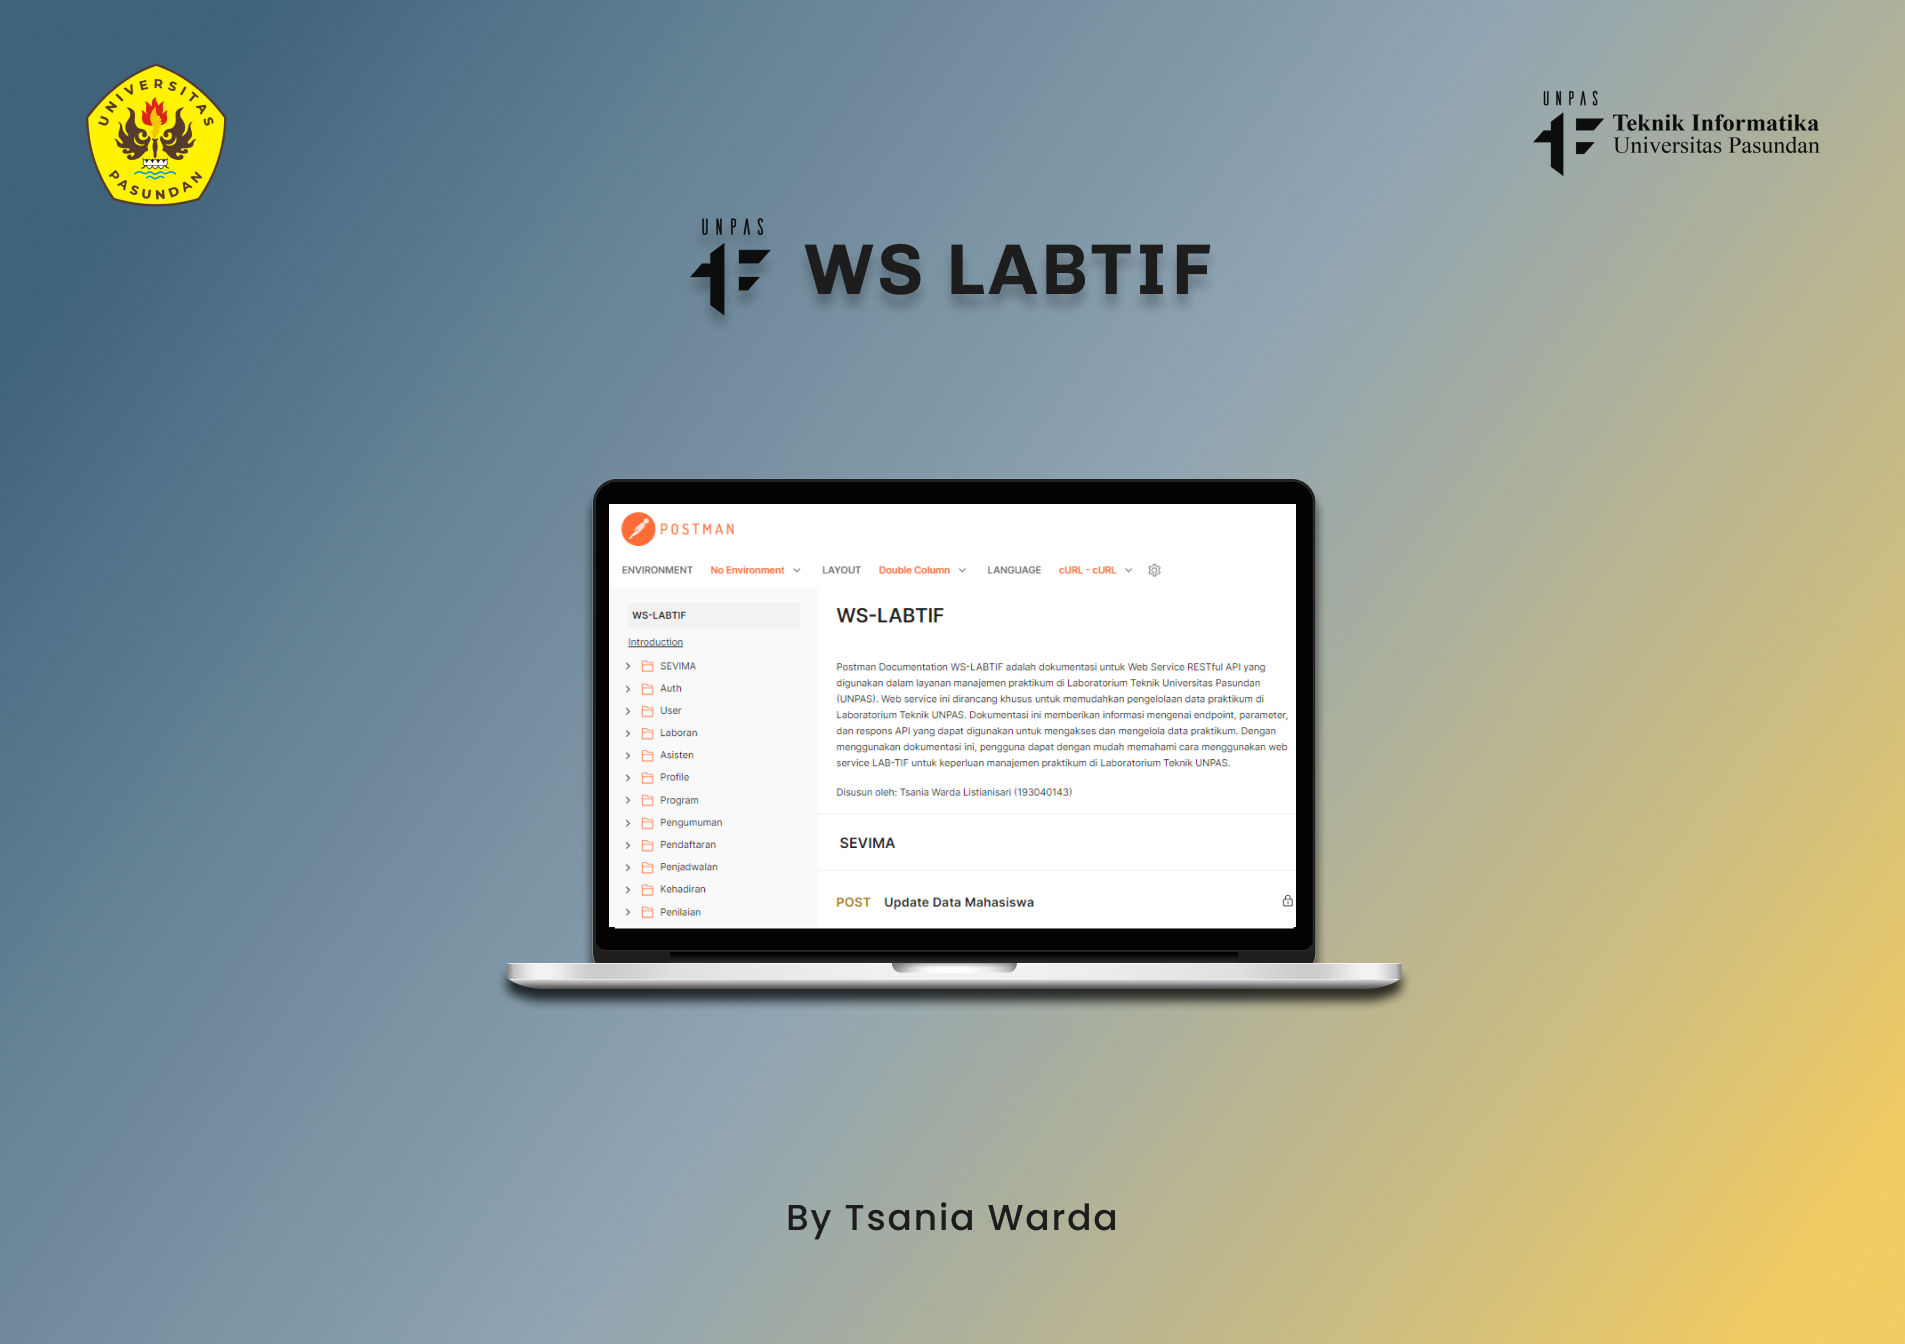 UNIVERSITAS
PASUNDAN
UNPAS
Teknik Informatika
Universitas Pasundan
UNPAS
WS LABTIF
POSTMAN
ENVIRONMENT No Environment LAYOUT Double Column LANGUAGE cURL - cURL
WS-LABTIF
Introduction
SEVIMA
Auth
User
Laboran
Asisten
Profile
Program
Pengumuman
Pendaftaran
Penjadwalan
Kehadiran
Penilaian
WS-LABTIF
Postman Documentation WS-LABTIF adalah dokumentasi untuk Web Service RESTful API yang
digunakan dalam layanan manajemen praktikum di Laboratorium Teknik Universitas Pasundan
(UNPAS). Web service ini dirancang khusus untuk memudahkan pengelolaan data praktikum di
Laboratorium Teknik UNPAS. Dokumentasi ini memberikan informasi mengenai endpoint, parameter,
dan respons API yang dapat digunakan untuk mengakses dan mengelola data praktikum. Dengan
menggunakan dokumentasi ini, pengguna dapat dengan mudah memahami cara menggunakan web
service LAB-TIF untuk keperluan manajemen praktikum di Laboratorium Teknik UNPAS.
Disusun oleh: Tsania Warda Listianisari (193040143)
SEVIMA
POST Update Data Mahasiswa
By Tsania Warda